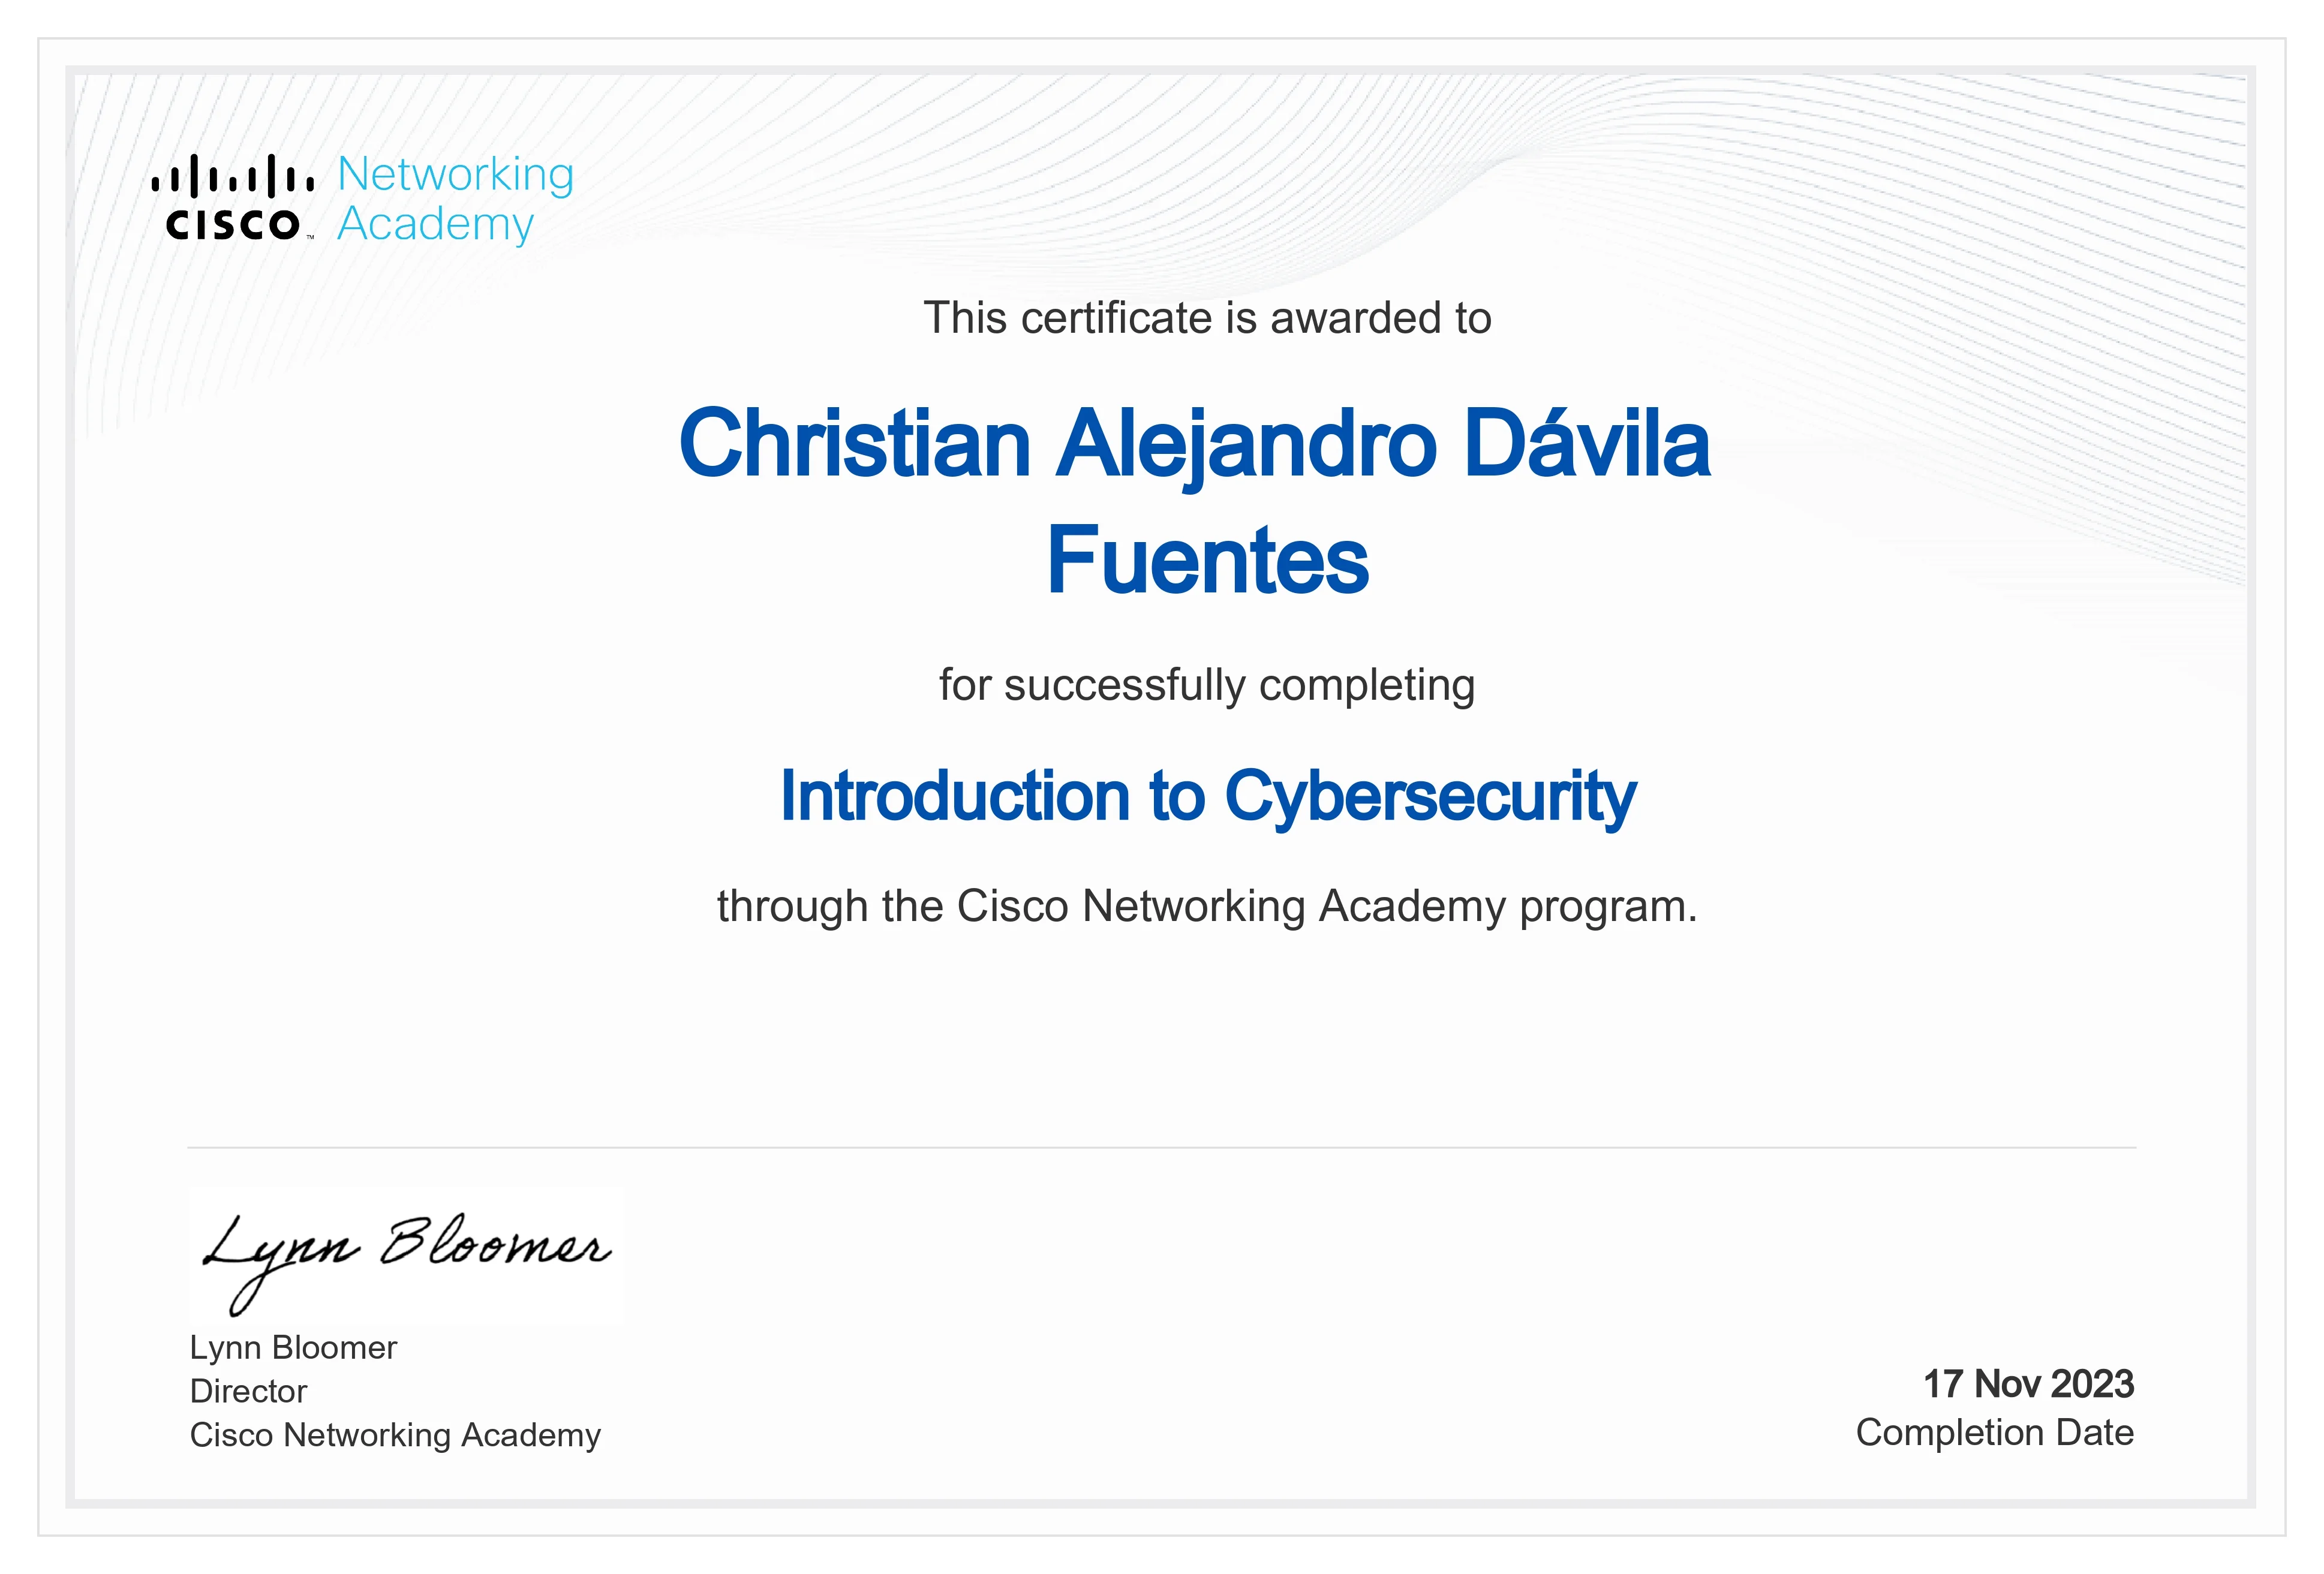 CISCO™
Networking
Academy
This certificate is awarded to
Christian Alejandro Dávila
Fuentes
for successfully completing
Introduction to Cybersecurity
through the Cisco Networking Academy program.
Lynn Bloomer
Lynn Bloomer
Director
Cisco Networking Academy
17 Nov 2023
Completion Date